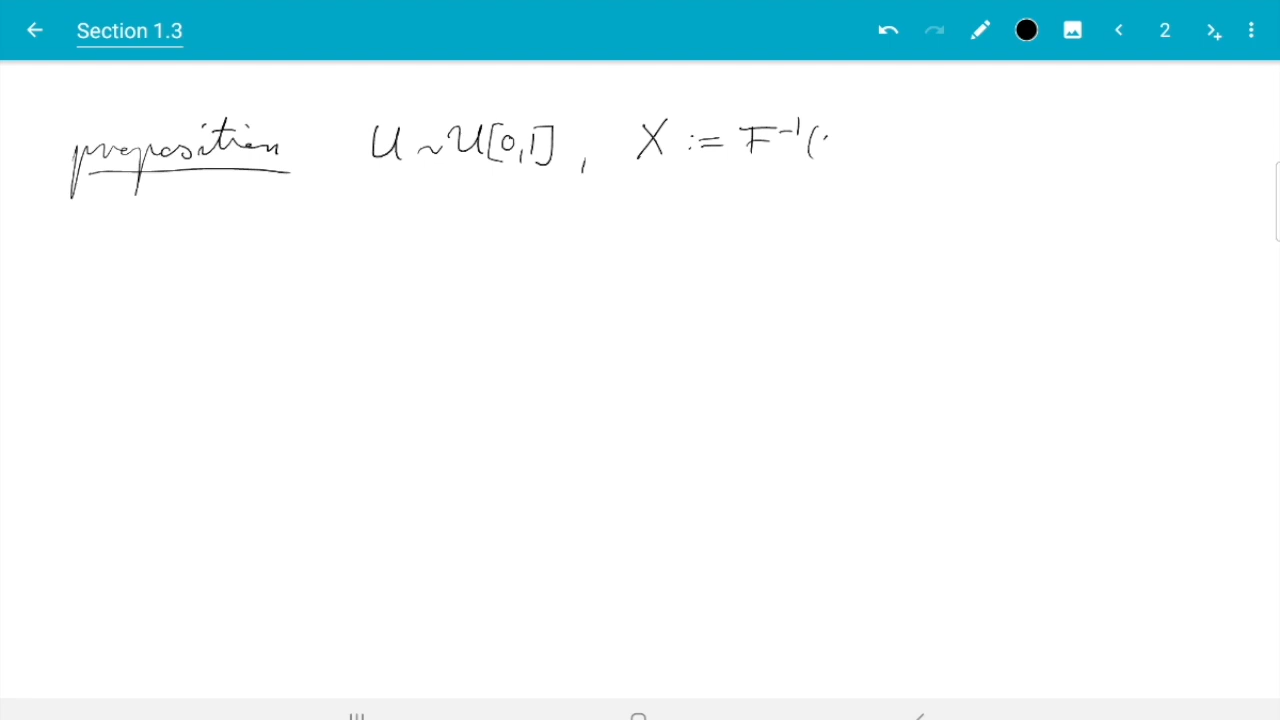 Section 1.3
2
proposition U ~ U[0,1] , X := F⁻¹(